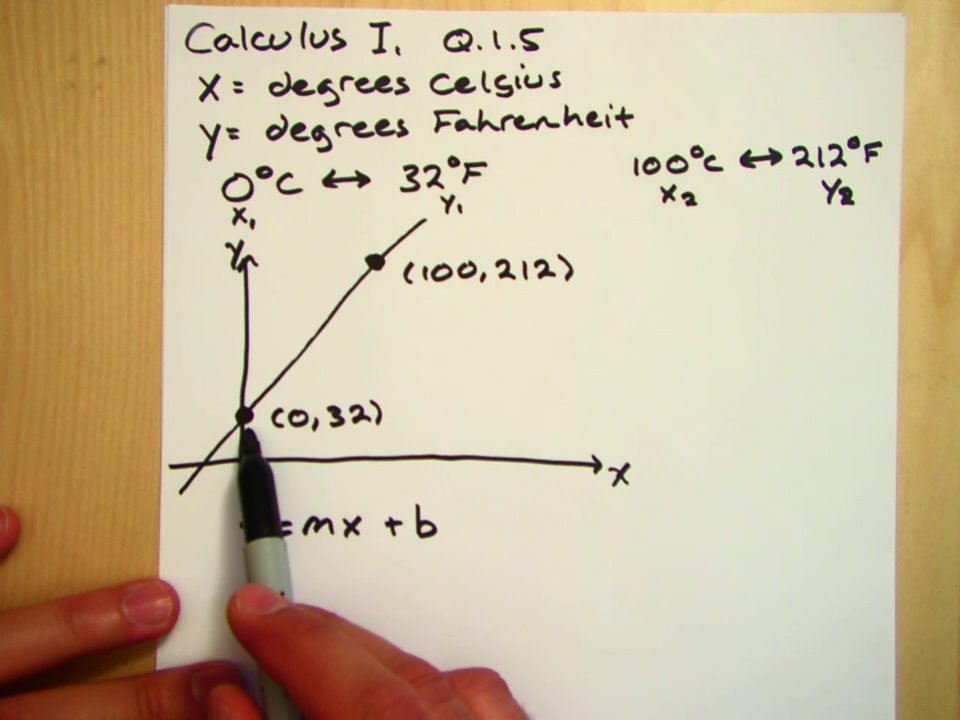 Calculus I. Q.1.5
X = degrees Celsius
Y = degrees Fahrenheit
0°C ↔ 32°F
X₁ Y₁
100°C ↔ 212°F
X₂ Y₂
Y
(100,212)
(0,32)
X
= mx + b